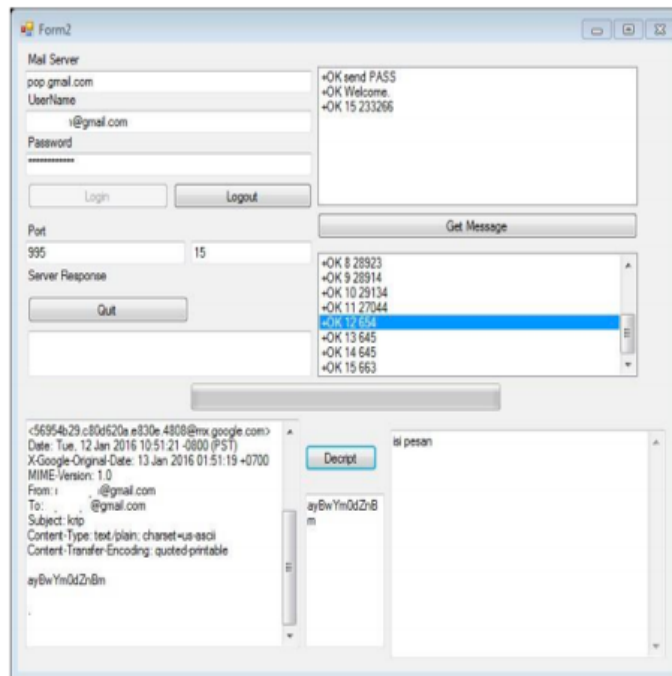 Form2
Mail Server
pop.gmail.com
UserName
@gmail.com
Password
************
Login
Logout
Port
995
15
Server Response
Quit
+OK send PASS
+OK Welcome.
+OK 15 233266
Get Message
+OK 8 28923
+OK 9 28914
+OK 10 29134
+OK 11 27044
+OK 12 654
+OK 13 645
+OK 14 645
+OK 15 663
<56954b29.c80d620a.e830e.4808@mx.google.com>
Date: Tue, 12 Jan 2016 10:51:21 -0800 (PST)
X-Google-Original-Date: 13 Jan 2016 01:51:19 +0700
MIME-Version: 1.0
From: @gmail.com
To: @gmail.com
Subject: krip
Content-Type: text/plain; charset=us-ascii
Content-Transfer-Encoding: quoted-printable
ayBwYm0dZnBm
.
Decript
ayBwYm0dZnB
m
isi pesan